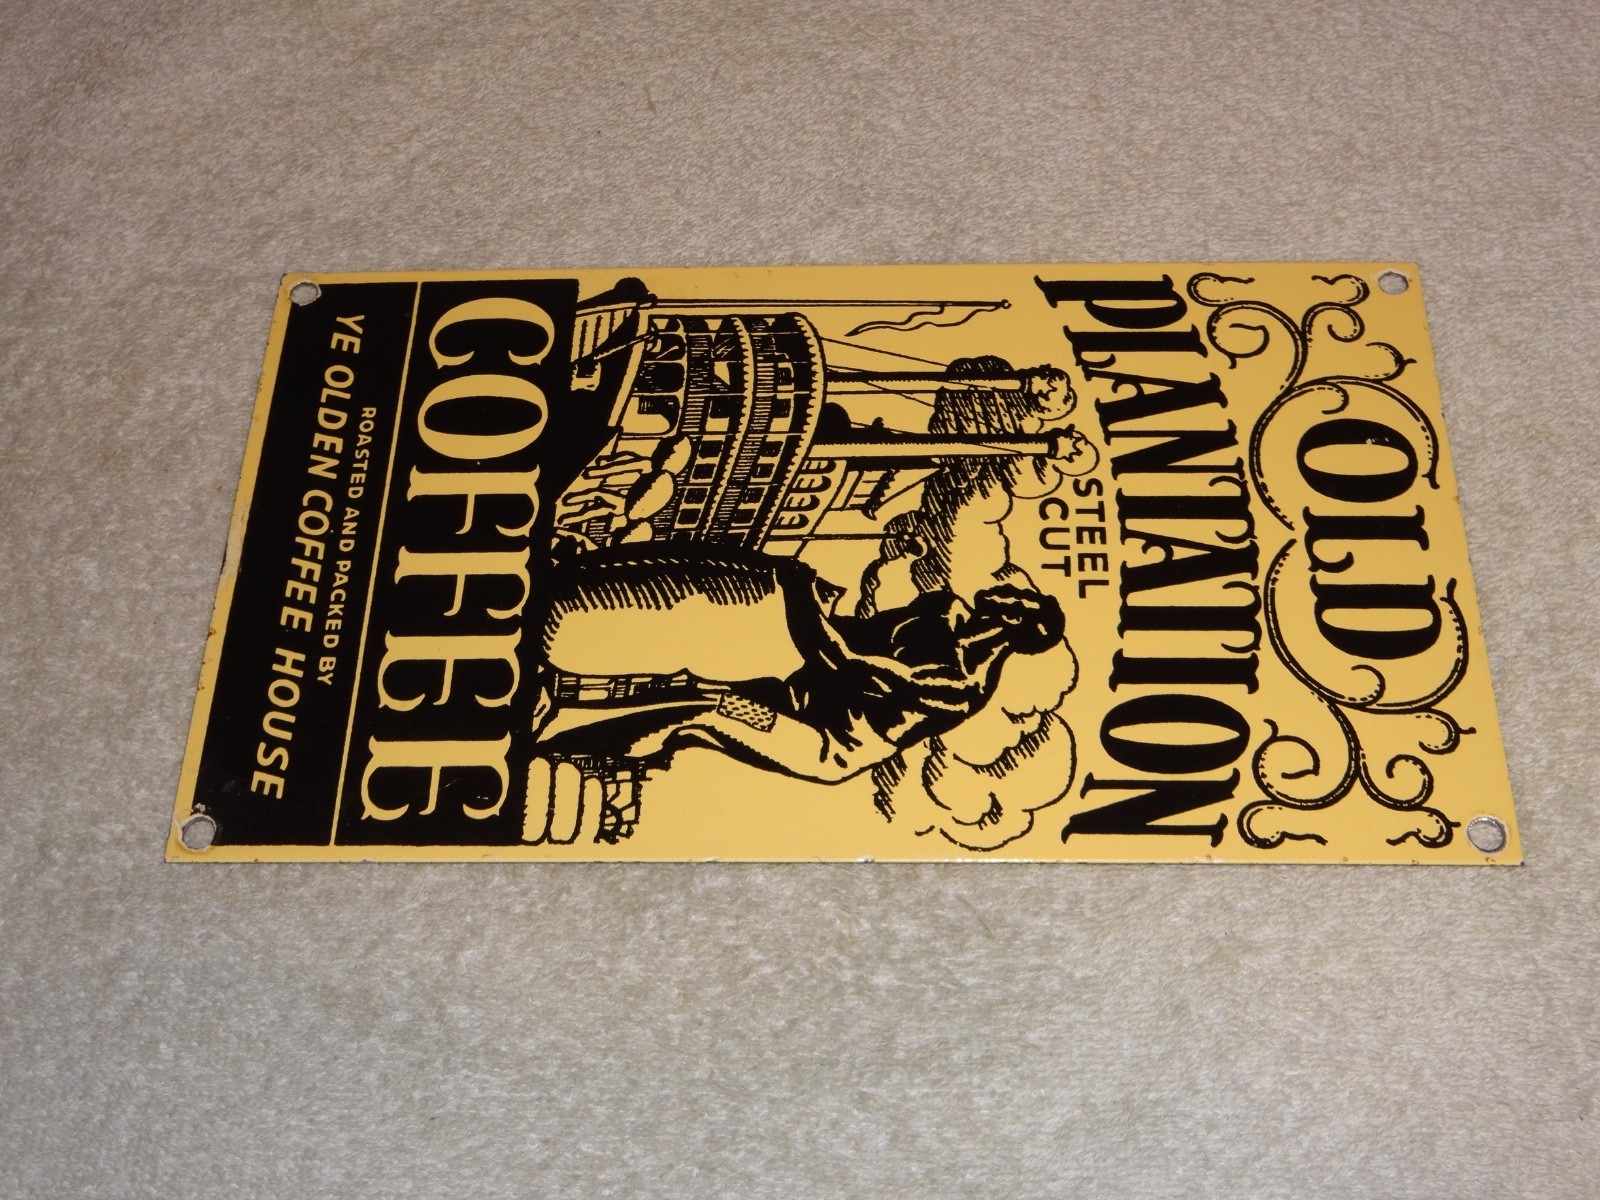 OLD
PLANTATION
STEEL
CUT
COFFEE
ROASTED AND PACKED BY
YE OLDEN COFFEE HOUSE